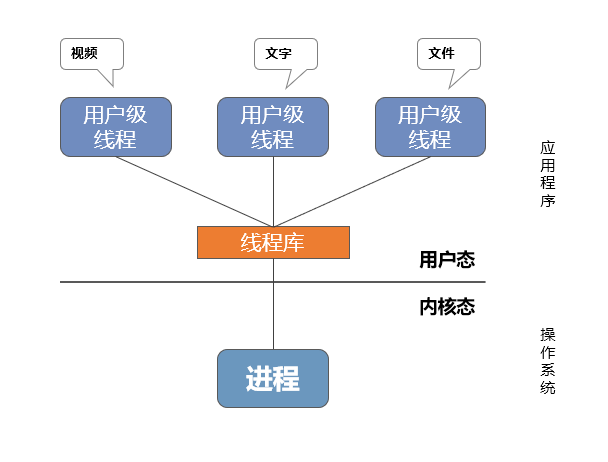 视频
文字
文件
用户级
线程
用户级
线程
用户级
线程
线程库
用户态
内核态
进程
应用程序
操作系统